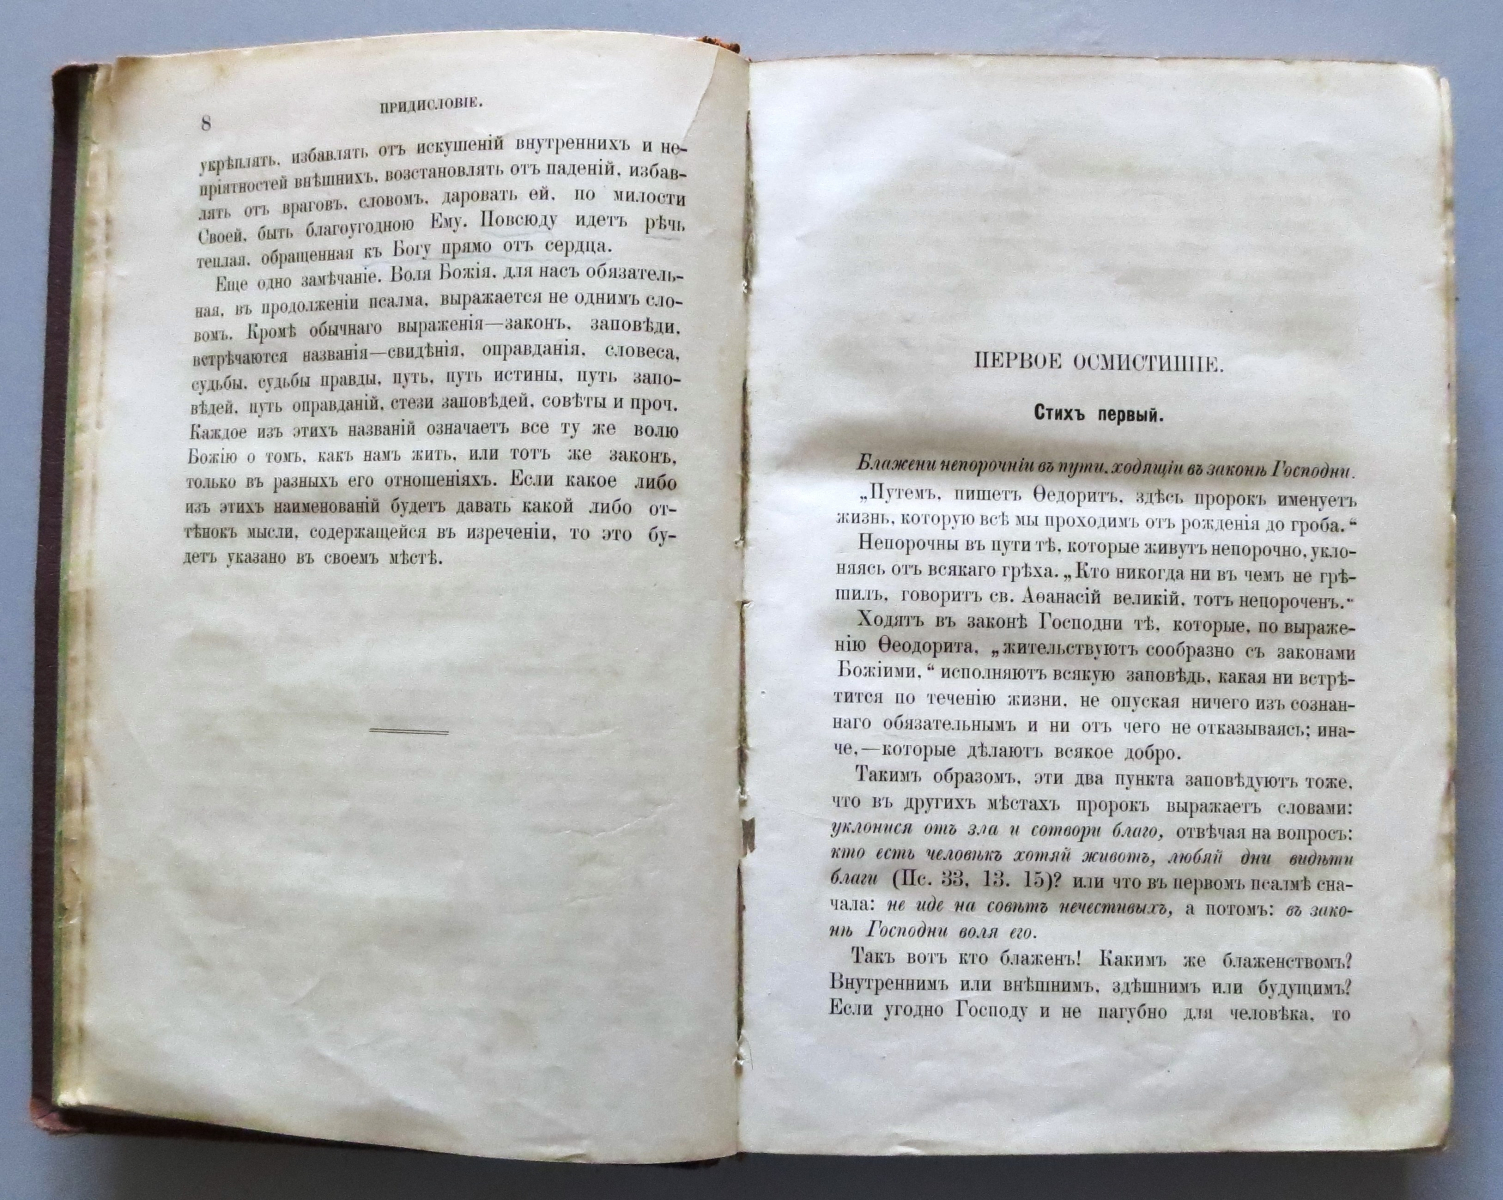 8
ПРИДИСЛОВІЕ.
укрѣплять, избавлять отъ искушеній внутреннихъ и не-
пріятностей внѣшнихъ, возстановлять отъ паденій, избав-
лять отъ враговъ, словомъ, даровать ей, по милости
Своей, быть благоугодною Ему. Повсюду идетъ рѣчь
теплая, обращенная къ Богу прямо отъ сердца.
Еще одно замѣчаніе. Воля Божія, для насъ обязатель-
ная, въ продолженіи псалма, выражается не однимъ сло-
вомъ. Кромѣ обычнаго выраженія—законъ, заповѣди,
встрѣчаются названія—свидѣнія, оправданія, словеса,
судьбы, судьбы правды, путь, путь истины, путь запо-
вѣдей, путь оправданій, стези заповѣдей, совѣты и проч.
Каждое изъ этихъ названій означаетъ все ту же волю
Божію о томъ, какъ намъ жить, или тотъ же законъ,
только въ разныхъ его отношеніяхъ. Если какое либо
изъ этихъ наименованій будетъ давать какой либо от-
тѣнокъ мысли, содержащейся въ изреченіи, то это бу-
детъ указано въ своемъ мѣстѣ.
ПЕРВОЕ ОСМИСТИШІЕ.
Стихъ первый.
Блажени непорочніи въ пути, ходящіи въ законѣ Господни.
„Путемъ, пишетъ Ѳедоритъ, здѣсь пророкъ именуетъ
жизнь, которую всѣ мы проходимъ отъ рожденія до гроба.“
Непорочны въ пути тѣ, которые живутъ непорочно, укло-
няясь отъ всякаго грѣха. „Кто никогда ни въ чемъ не грѣ-
шилъ, говоритъ св. Аѳанасій великій, тотъ непороченъ.“
Ходятъ въ законѣ Господни тѣ, которые, по выраже-
нію Ѳеодорита, „жительствуютъ сообразно съ законами
Божіими,“ исполняютъ всякую заповѣдь, какая ни встрѣ-
тится по теченію жизни, не опуская ничего изъ сознан-
наго обязательнымъ и ни отъ чего не отказываясь; ина-
че,—которые дѣлаютъ всякое добро.
Такимъ образомъ, эти два пункта заповѣдуютъ тоже,
что въ другихъ мѣстахъ пророкъ выражаетъ словами:
уклонися отъ зла и сотвори благо, отвѣчая на вопросъ:
кто есть человѣкъ хотяй животъ, любяй дни видѣти
благи (Пс. 33, 13. 15)? или что въ первомъ псалмѣ сна-
чала: не иде на совѣтъ нечестивыхъ, а потомъ: въ зако-
нѣ Господни воля его.
Такъ вотъ кто блаженъ! Какимъ же блаженствомъ?
Внутреннимъ или внѣшнимъ, здѣшнимъ или будущимъ?
Если угодно Господу и не пагубно для человѣка, то